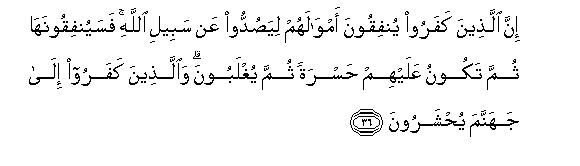 إِنَّ ٱلَّذِينَ كَفَرُوا۟ يُنفِقُونَ أَمْوَٰلَهُمْ لِيَصُدُّوا۟ عَن سَبِيلِ ٱللَّهِ ۚ فَسَيُنفِقُونَهَا
ثُمَّ تَكُونُ عَلَيْهِمْ حَسْرَةً ثُمَّ يُغْلَبُونَ ۗ وَٱلَّذِينَ كَفَرُوٓا۟ إِلَىٰ
جَهَنَّمَ يُحْشَرُونَ ٣٦